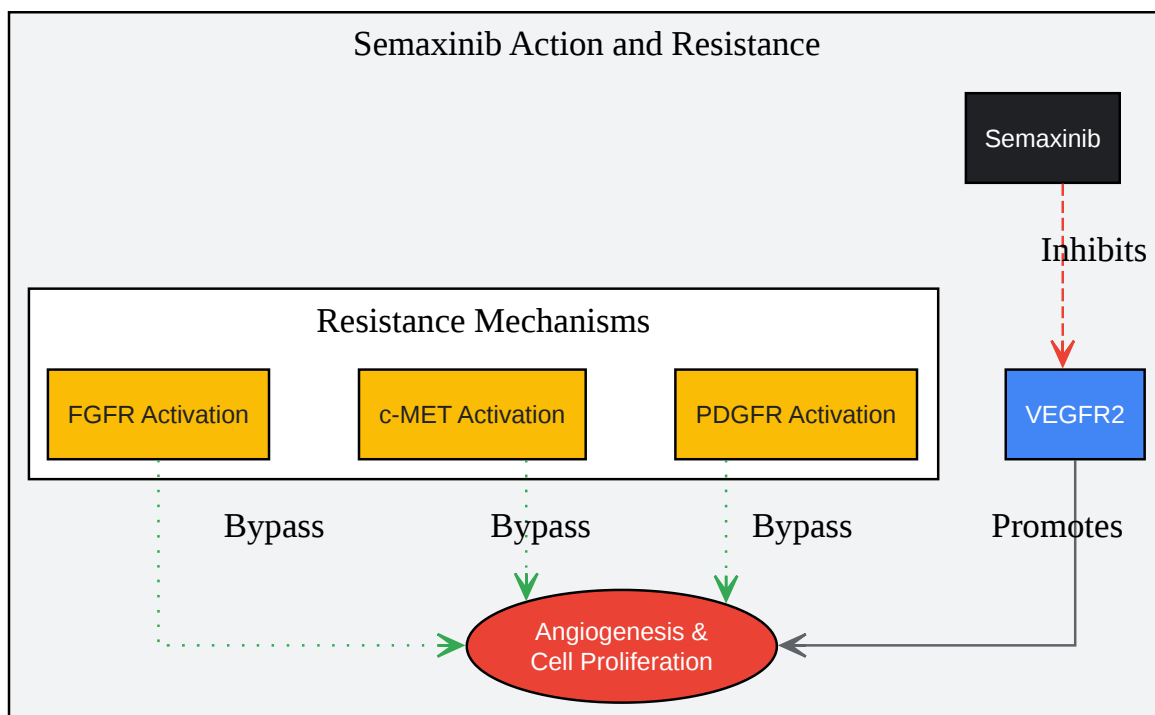 Semaxinib Action and Resistance
Semaxinib
Inhibits
Resistance Mechanisms
FGFR Activation
c-MET Activation
PDGFR Activation
VEGFR2
Bypass
Bypass
Bypass
Promotes
Angiogenesis &
Cell Proliferation